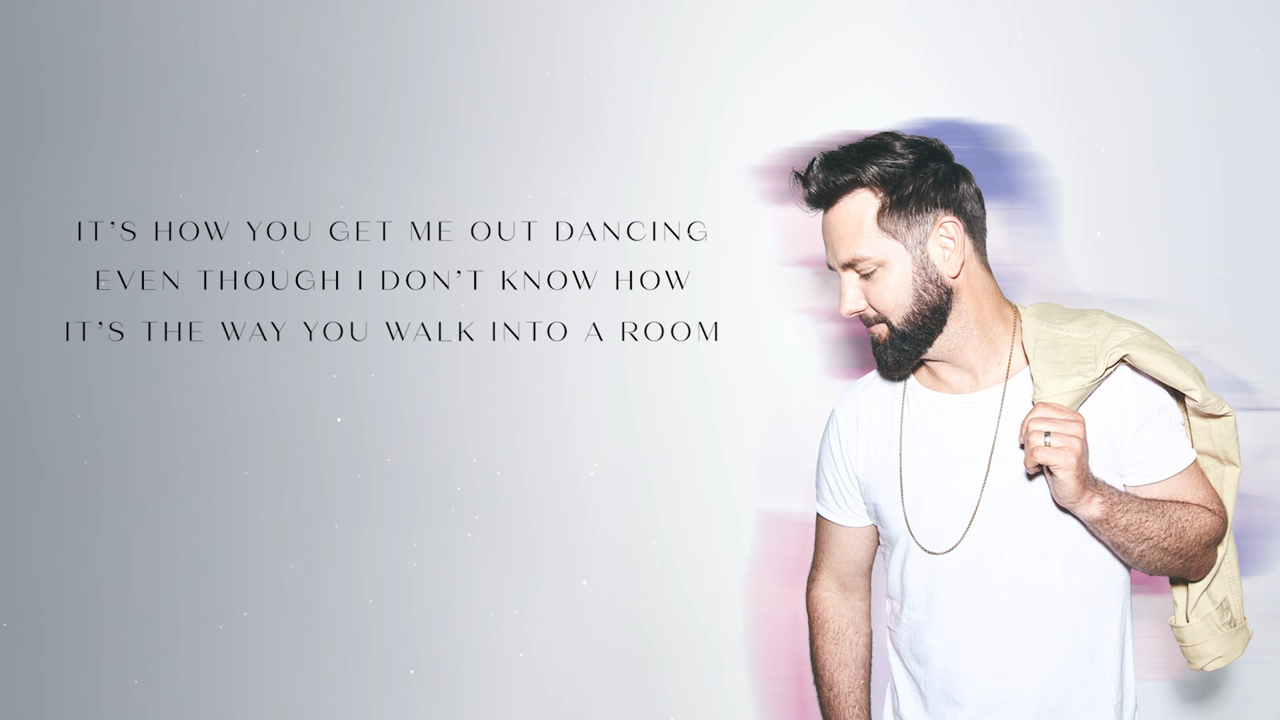 IT'S HOW YOU GET ME OUT DANCING
EVEN THOUGH I DON'T KNOW HOW
IT'S THE WAY YOU WALK INTO A ROOM